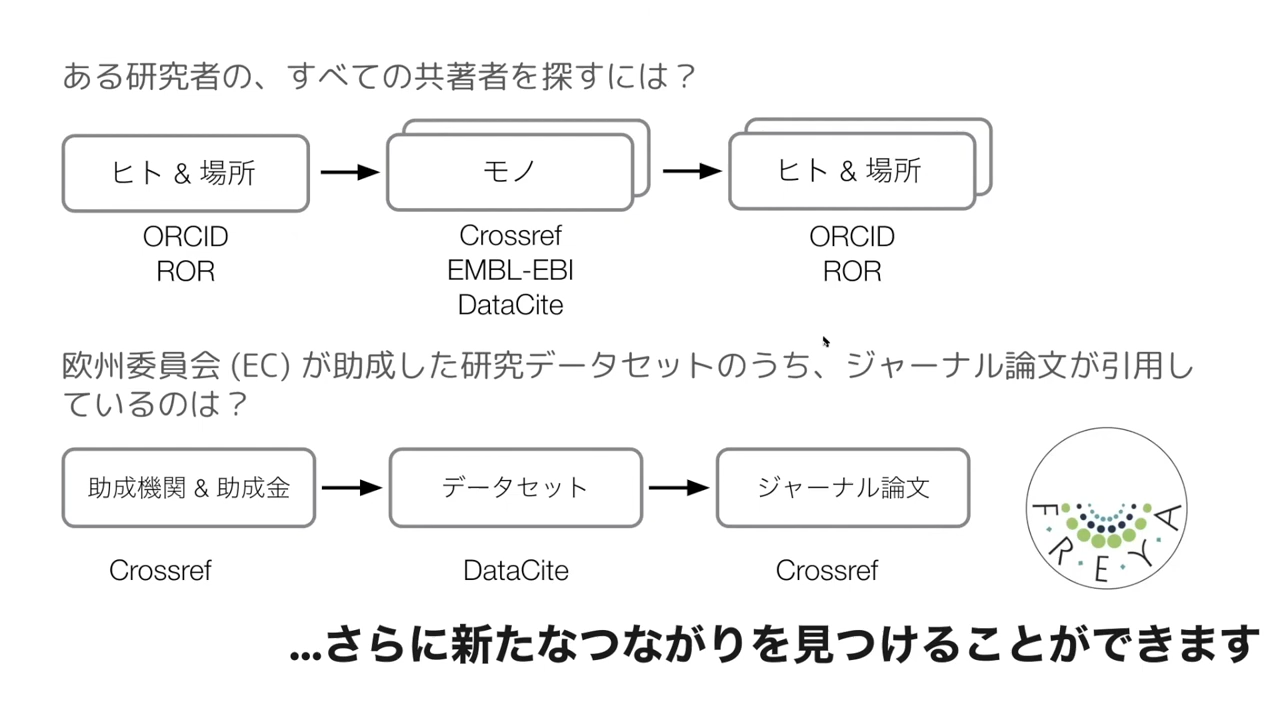 ある研究者の、すべての共著者を探すには？
ヒト & 場所
モノ
ヒト & 場所
ORCID
ROR
Crossref
EMBL-EBI
DataCite
ORCID
ROR
欧州委員会 (EC) が助成した研究データセットのうち、ジャーナル論文が引用し
ているのは？
助成機関 & 助成金
データセット
ジャーナル論文
Crossref
DataCite
Crossref
F·R·E·Y·A
...さらに新たなつながりを見つけることができます